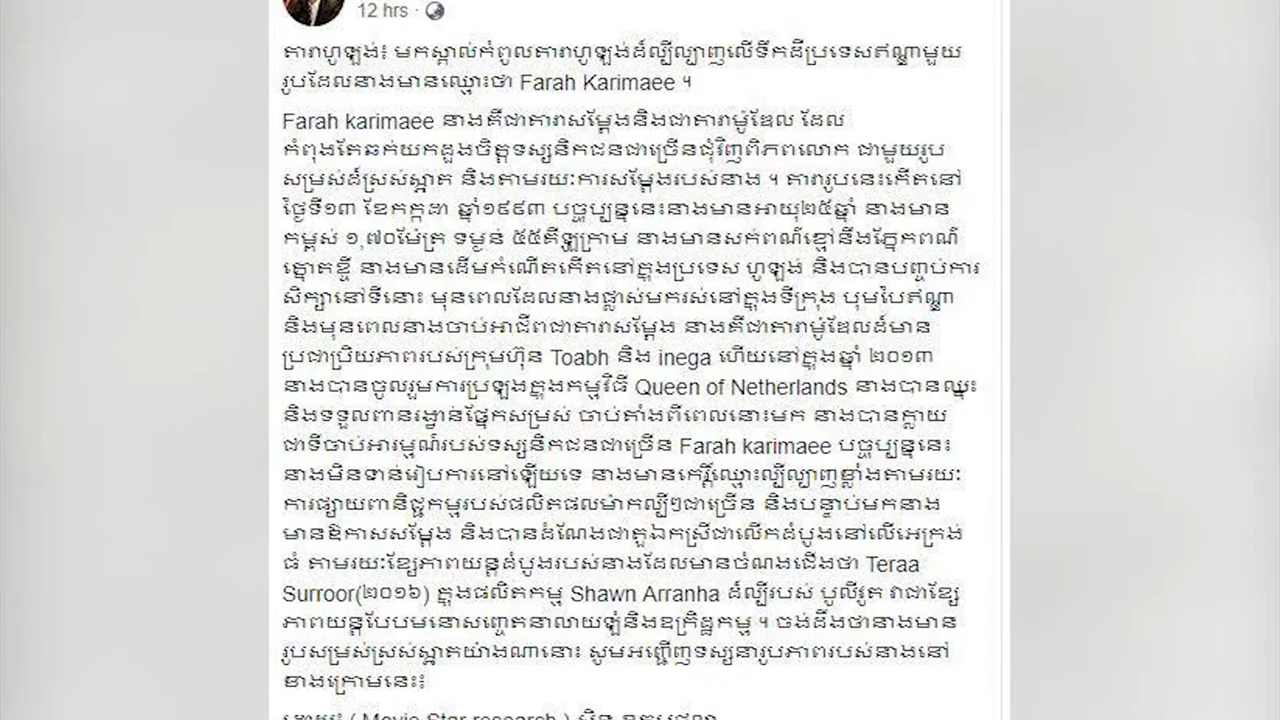 12 hrs ·
តារាហូឡង់៖ មកស្គាល់កំពូលតារាហូឡង់ដ៏ល្បីល្បាញលើទឹកដីប្រទេសឥណ្ឌាមួយ
រូបដែលនាងមានឈ្មោះថា Farah Karimaee ។
Farah karimaee នាងគឺជាតារាសម្ដែងនិងជាតារាម៉ូឌែល ដែល
កំពុងតែឆក់យកដួងចិត្តទស្សនិកជនជាច្រើនជុំវិញពិភពលោក ជាមួយរូប
សម្រស់ដ៏ស្រស់ស្អាត និងតាមរយៈការសម្ដែងរបស់នាង ។ តារារូបនេះកើតនៅ
ថ្ងៃទី១៣ ខែកក្កដា ឆ្នាំ១៩៩៣ បច្ចុប្បន្ននេះនាងមានអាយុ២៥ឆ្នាំ នាងមាន
កម្ពស់ ១,៧០ម៉ែត្រ ទម្ងន់ ៥៥គីឡូក្រាម នាងមានសក់ពណ៌ខ្មៅនឹងភ្នែកពណ៌
ត្នោតខ្ចី នាងមានដើមកំណើតកើតនៅក្នុងប្រទេស ហូឡង់ និងបានបញ្ចប់ការ
សិក្សានៅទីនោះ មុនពេលដែលនាងផ្លាស់មករស់នៅក្នុងទីក្រុង បុមបៃឥណ្ឌា
និងមុនពេលនាងចាប់អាជីពជាតារាសម្ដែង នាងគឺជាតារាម៉ូឌែលដ៏មាន
ប្រជាប្រិយភាពរបស់ក្រុមហ៊ុន Toabh និង inega ហើយនៅក្នុងឆ្នាំ ២០១៣
នាងបានចូលរួមការប្រឡងក្នុងកម្មវិធី Queen of Netherlands នាងបានឈ្នះ
និងទទួលពានរង្វាន់ផ្នែកសម្រស់ ចាប់តាំងពីពេលនោះមក នាងបានក្លាយ
ជាទីចាប់អារម្មណ៍របស់ទស្សនិកជនជាច្រើន Farah karimaee បច្ចុប្បន្ននេះ
នាងមិនទាន់រៀបការនៅឡើយទេ នាងមានកេរ្តិ៍ឈ្មោះល្បីល្បាញខ្លាំងតាមរយៈ
ការផ្សាយពានិជ្ជកម្មរបស់ផលិតផលម៉ាកល្បីៗជាច្រើន និងបន្ទាប់មកនាង
មានឱកាសសម្ដែង និងបានដំណែងជាតួឯកស្រីជាលើកដំបូងនៅលើអេក្រង់
ធំ តាមរយៈខ្សែភាពយន្តដំបូងរបស់នាងដែលមានចំណងជើងថា Teraa
Surroor(២០១៦) ក្នុងផលិតកម្ម Shawn Arranha ដ៏ល្បីរបស់ បូលីវូត វាជាខ្សែ
ភាពយន្តបែបមនោសញ្ចេតនាលាយឡំនិងឧក្រិដ្ឋកម្ម ។ ចង់ដឹងថានាងមាន
រូបសម្រស់ស្រស់ស្អាតយ៉ាងណានោះ សូមអញ្ជើញទស្សនារូបភាពរបស់នាងនៅ
ខាងក្រោមនេះ៖
( Movie Star research )